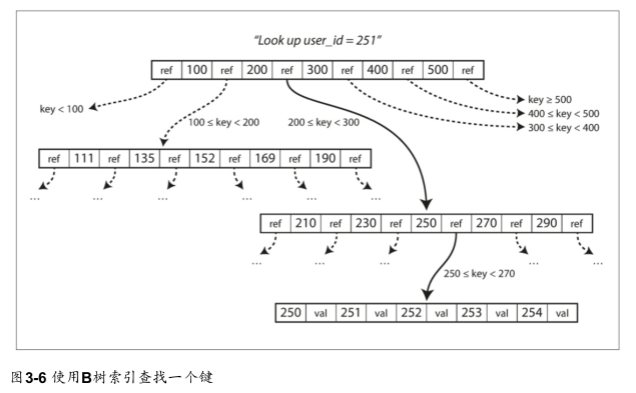 “Look up user_id = 251”
ref 100 ref 200 ref 300 ref 400 ref 500 ref
key < 100
key ≥ 500
400 ≤ key < 500
300 ≤ key < 400
100 ≤ key < 200
200 ≤ key < 300
ref 111 ref 135 ref 152 ref 169 ref 190 ref
... ... ... ... ... ...
ref 210 ref 230 ref 250 ref 270 ref 290 ref
... ... ... ... ...
250 ≤ key < 270
250 val 251 val 252 val 253 val 254 val
图3-6 使用B树索引查找一个键